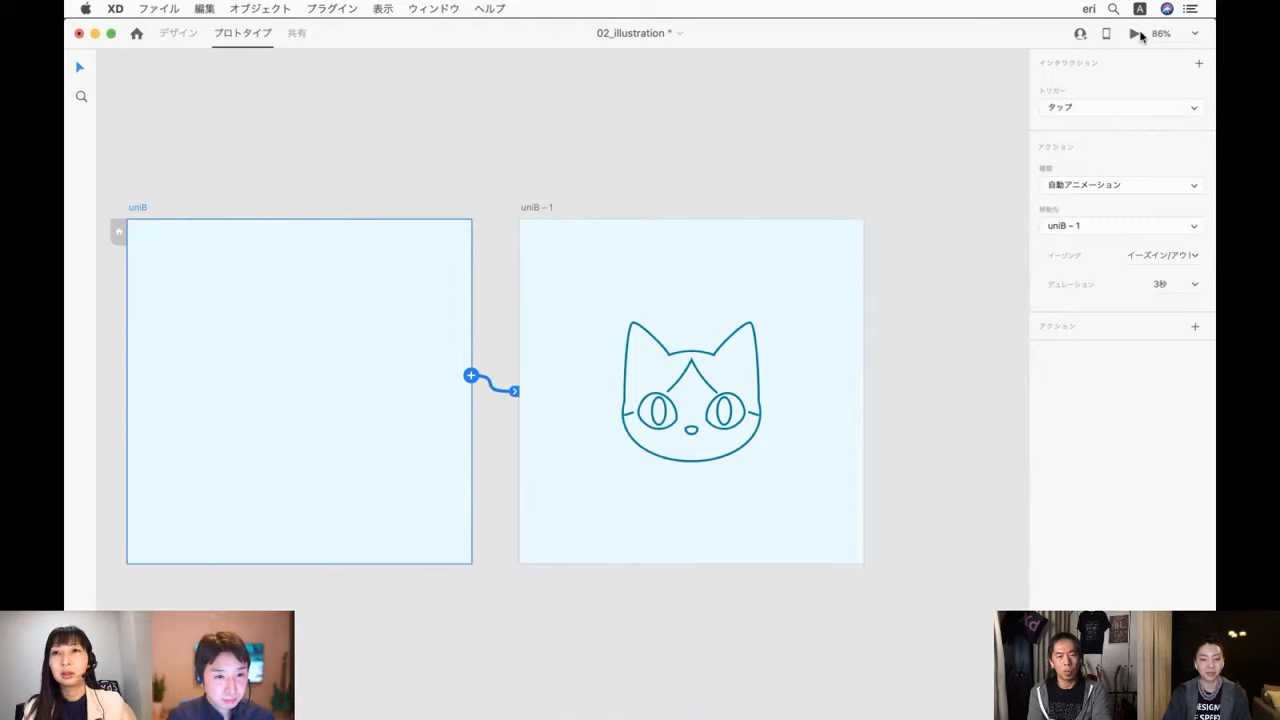 XD ファイル 編集 オブジェクト プラグイン 表示 ウィンドウ ヘルプ eri A
デザイン プロトタイプ 共有 02_illustration * 86%
インタラクション
トリガー
タップ
アクション
種類
自動アニメーション
移動先
uniB – 1
イージング イーズイン/アウト
デュレーション 3秒
アクション
uniB uniB – 1
DESIGN